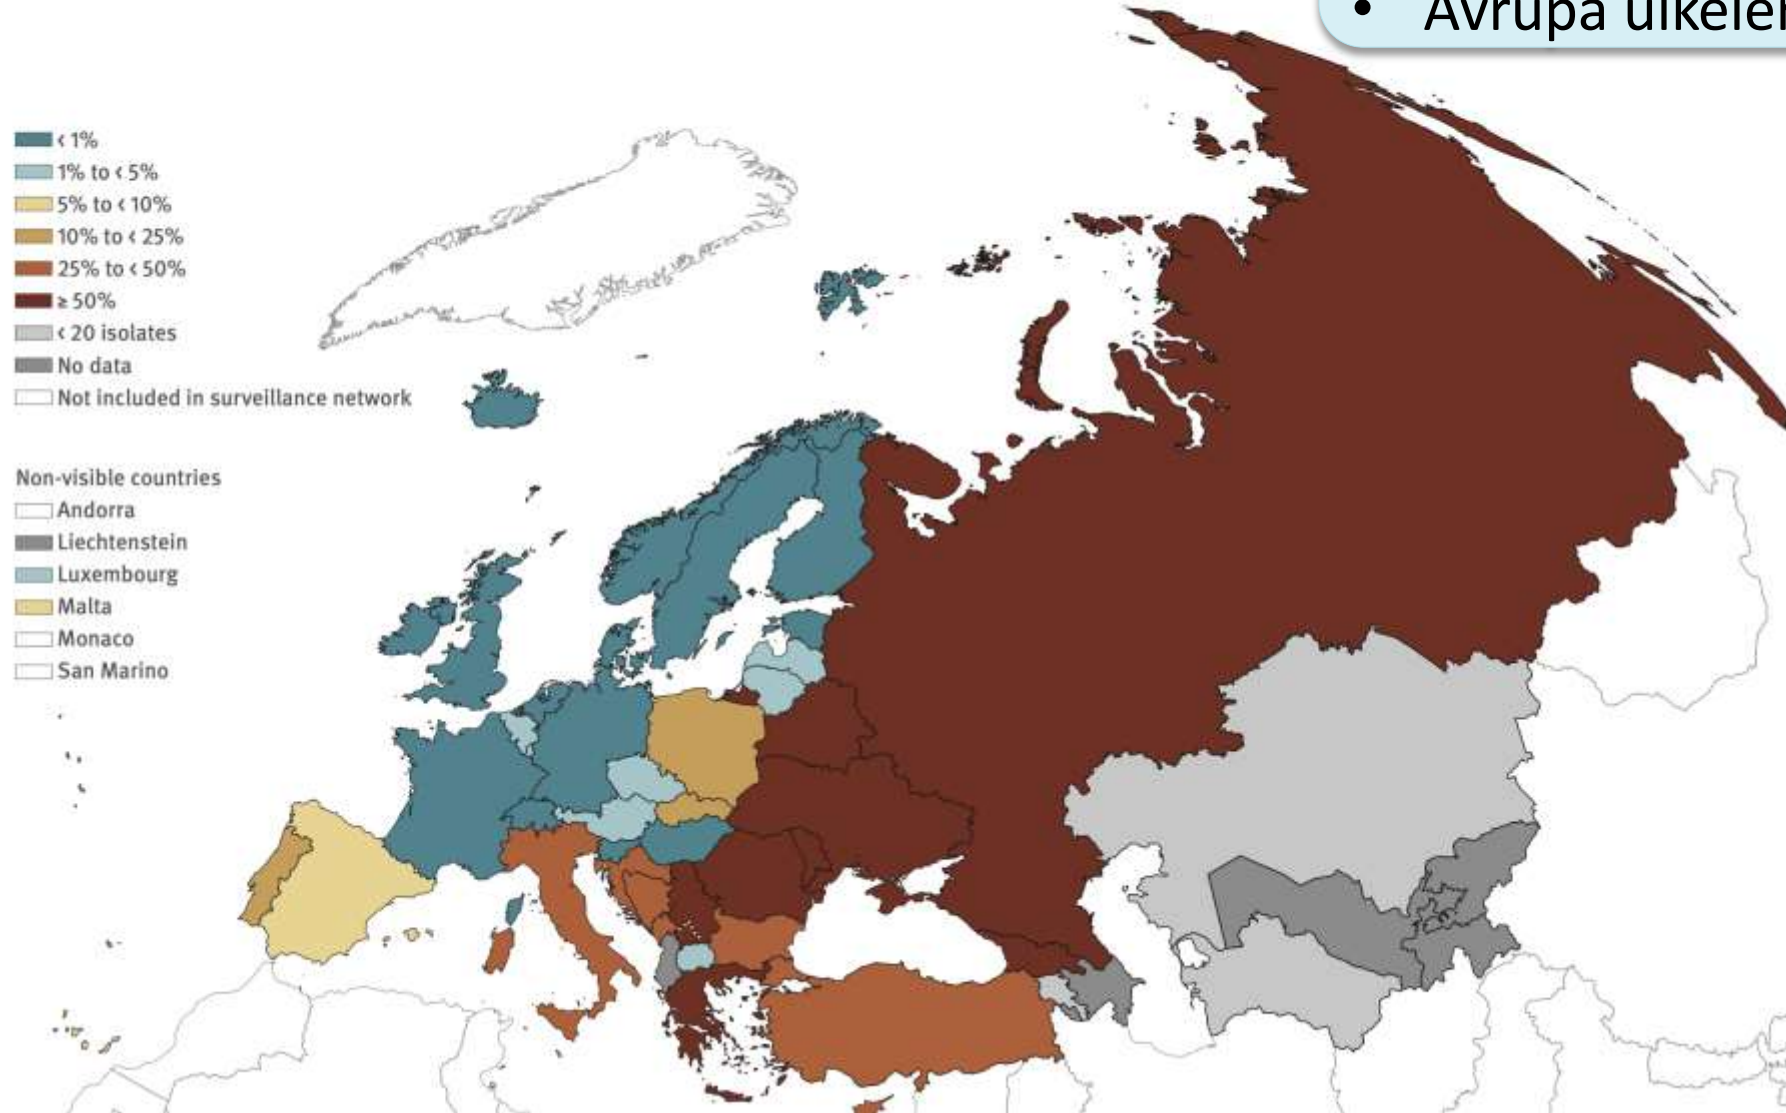 • Avrupa
< 1%
1% to < 5%
5% to < 10%
10% to < 25%
25% to < 50%
≥ 50%
< 20 isolates
No data
Not included in surveillance network
Non-visible countries
Andorra
Liechtenstein
Luxembourg
Malta
Monaco
San Marino